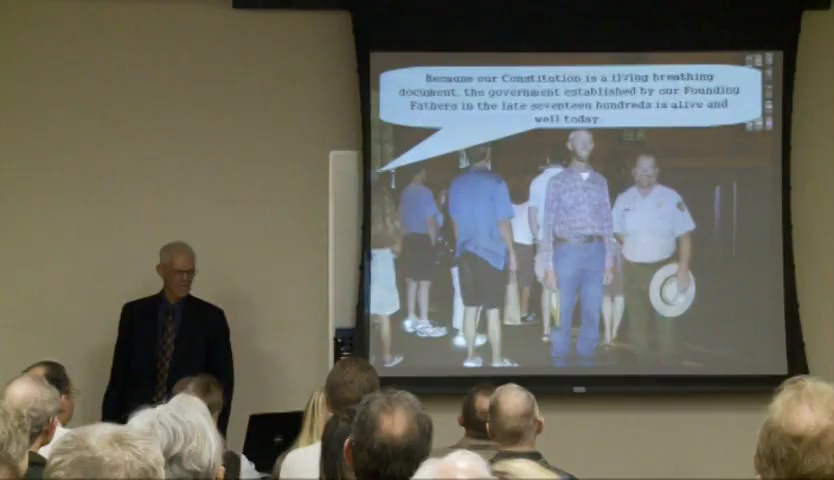 Because our Constitution is a living breathing
document, the government established by our Founding
Fathers in the late seventeen hundreds is alive and
well today.